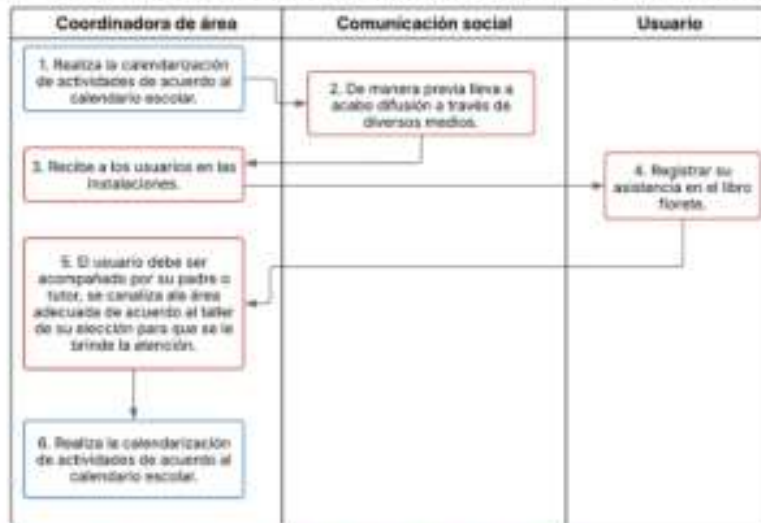 Coordinadora de área
Comunicación social
Usuario
1. Realiza la calendarización
de actividades de acuerdo al
calendario escolar.
2. De manera previa lleva a
acabo difusión a través de
diversos medios.
3. Recibe a los usuarios en las
instalaciones.
4. Registrar su
asistencia en el libro
florete.
5. El usuario debe ser
acompañado por su padre o
tutor, se canaliza ala área
adecuada de acuerdo al taller
de su elección para que se le
brinde la atención.
6. Realiza la calendarización
de actividades de acuerdo al
calendario escolar.